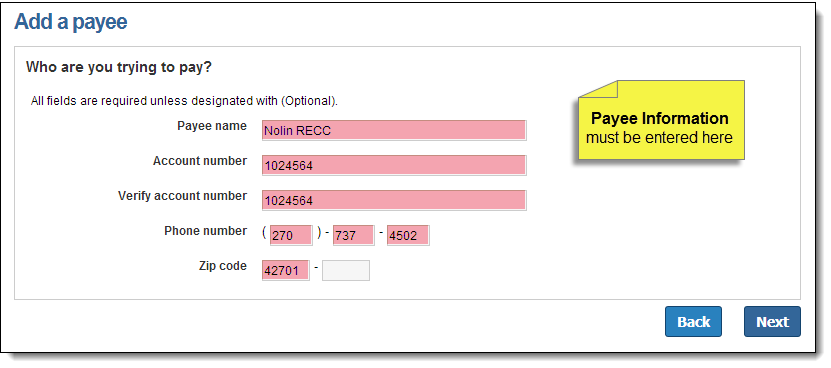 Add a payee
Who are you trying to pay?
All fields are required unless designated with (Optional).
Payee name Nolin RECC
Account number 1024564
Verify account number 1024564
Phone number ( 270 ) - 737 - 4502
Zip code 42701 -
Payee Information
must be entered here
Back Next